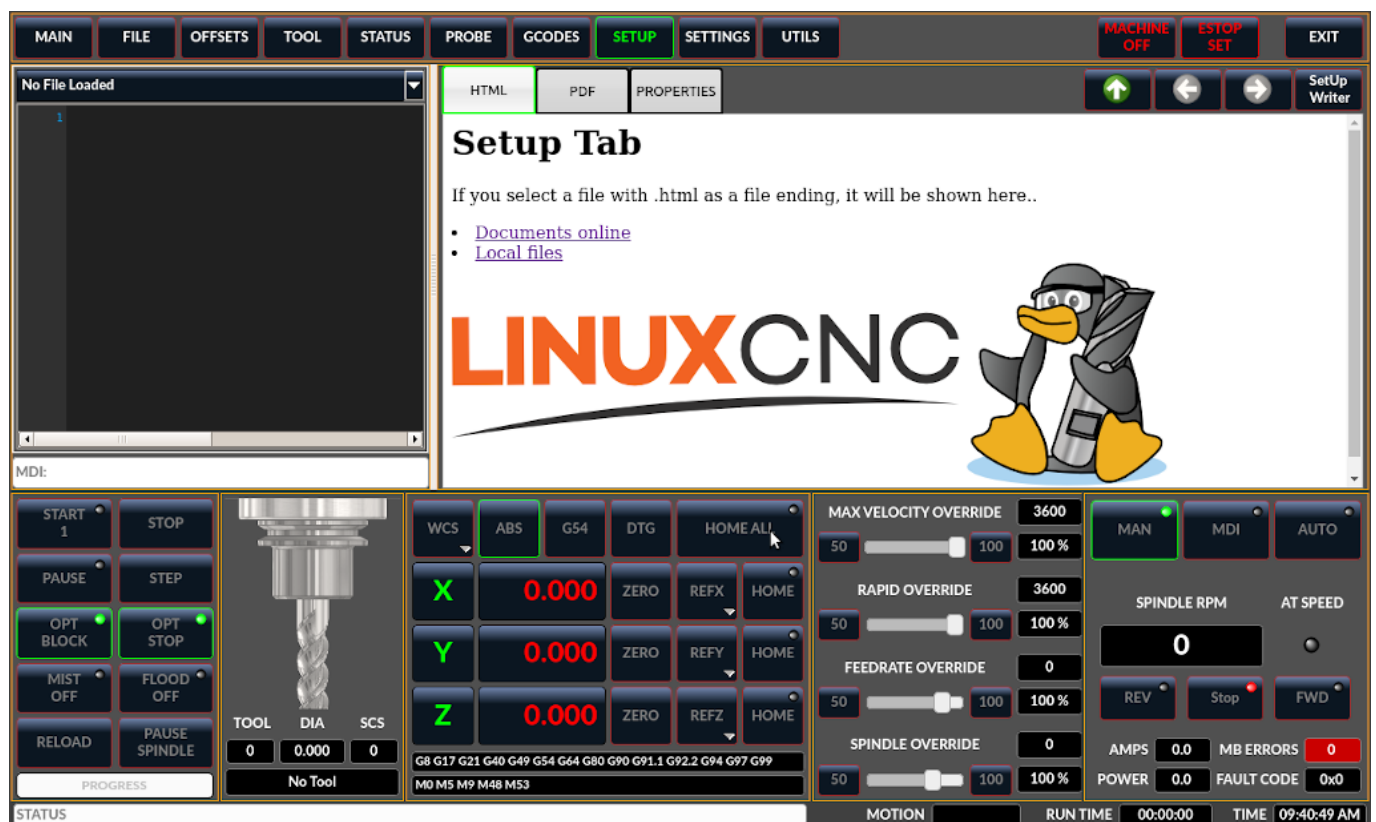 MAIN FILE OFFSETS TOOL STATUS PROBE GCODES SETUP SETTINGS UTILS MACHINE OFF ESTOP SET EXIT
No File Loaded
1
MDI:
HTML PDF PROPERTIES SetUp Writer
Setup Tab
If you select a file with .html as a file ending, it will be shown here..
• Documents online
• Local files
LINUXCNC
START 1 STOP
PAUSE STEP
OPT BLOCK OPT STOP
MIST OFF FLOOD OFF
RELOAD PAUSE SPINDLE
PROGRESS
TOOL DIA SCS
0 0.000 0
No Tool
WCS ABS G54 DTG HOME ALL
X 0.000 ZERO REFX HOME
Y 0.000 ZERO REFY HOME
Z 0.000 ZERO REFZ HOME
G8 G17 G21 G40 G49 G54 G64 G80 G90 G91.1 G92.2 G94 G97 G99
M0 M5 M9 M48 M53
MAX VELOCITY OVERRIDE 3600
50 100 100 %
RAPID OVERRIDE 3600
50 100 100 %
FEEDRATE OVERRIDE 0
50 100 100 %
SPINDLE OVERRIDE 0
50 100 100 %
MAN MDI AUTO
SPINDLE RPM AT SPEED
0
REV Stop FWD
AMPS 0.0 MB ERRORS 0
POWER 0.0 FAULT CODE 0x0
STATUS MOTION RUN TIME 00:00:00 TIME 09:40:49 AM